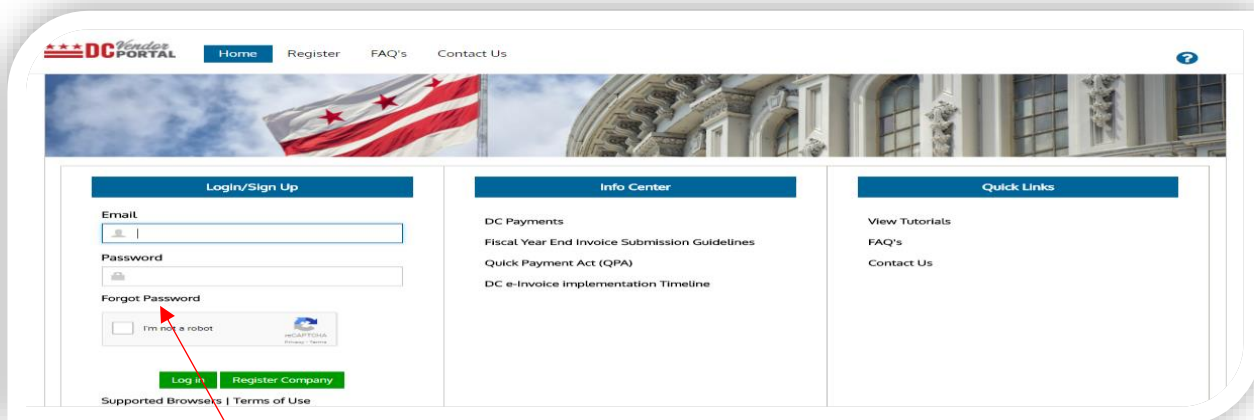 DC Vendor PORTAL
Home Register FAQ's Contact Us
?
Login/Sign Up
Email
Password
Forgot Password
I'm not a robot
reCAPTCHA
Privacy - Terms
Log in Register Company
Supported Browsers | Terms of Use
Info Center
DC Payments
Fiscal Year End Invoice Submission Guidelines
Quick Payment Act (QPA)
DC e-Invoice implementation Timeline
Quick Links
View Tutorials
FAQ's
Contact Us